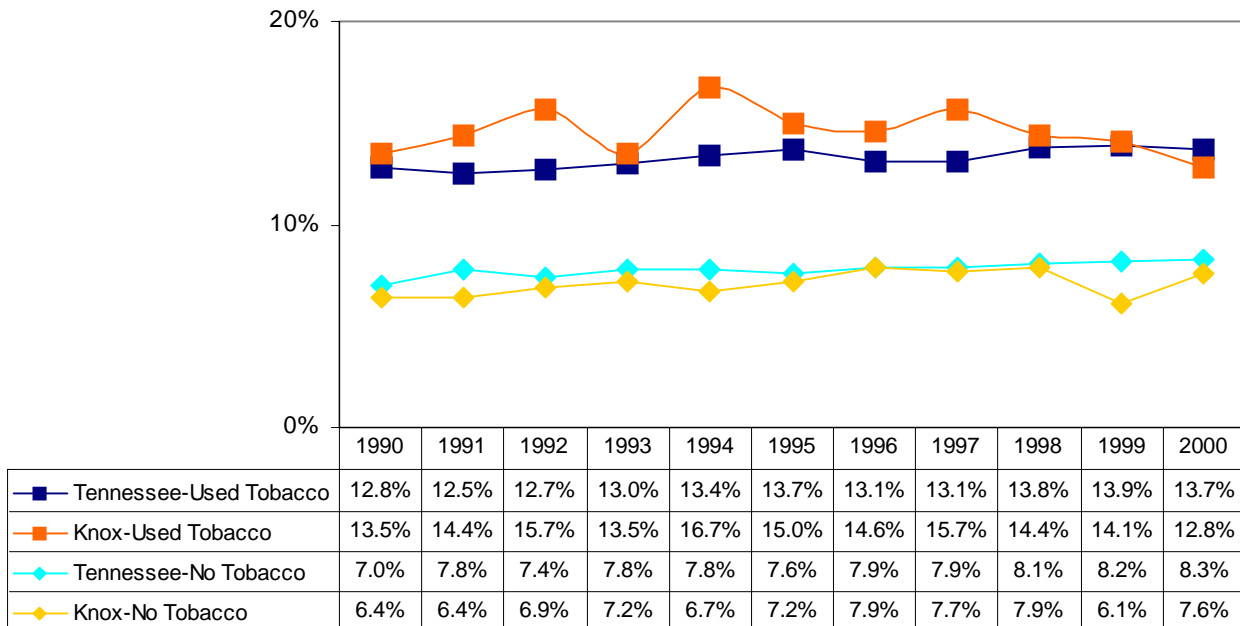 20%
10%
0%
1990 1991 1992 1993 1994 1995 1996 1997 1998 1999 2000
Tennessee-Used Tobacco 12.8% 12.5% 12.7% 13.0% 13.4% 13.7% 13.1% 13.1% 13.8% 13.9% 13.7%
Knox-Used Tobacco 13.5% 14.4% 15.7% 13.5% 16.7% 15.0% 14.6% 15.7% 14.4% 14.1% 12.8%
Tennessee-No Tobacco 7.0% 7.8% 7.4% 7.8% 7.8% 7.6% 7.9% 7.9% 8.1% 8.2% 8.3%
Knox-No Tobacco 6.4% 6.4% 6.9% 7.2% 6.7% 7.2% 7.9% 7.7% 7.9% 6.1% 7.6%